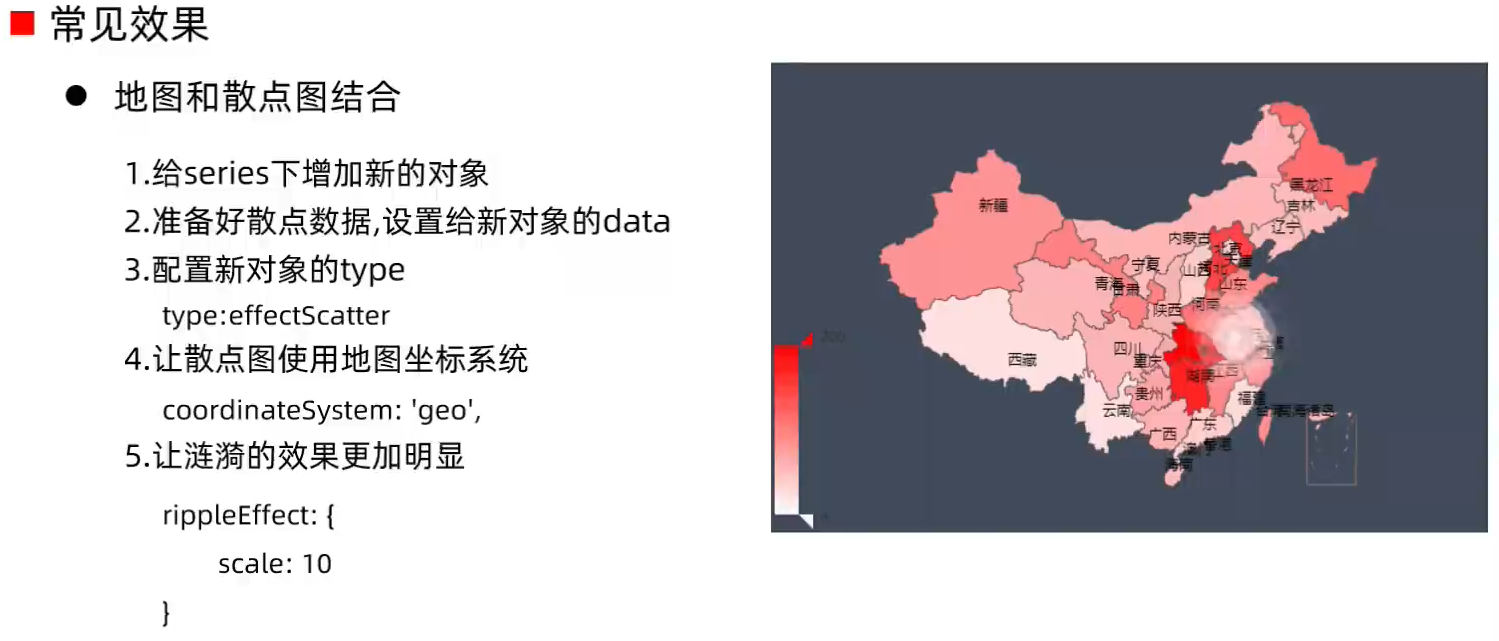 常见效果
地图和散点图结合
1.给series下增加新的对象
2.准备好散点数据,设置给新对象的data
3.配置新对象的type
type:effectScatter
4.让散点图使用地图坐标系统
coordinateSystem: 'geo',
5.让涟漪的效果更加明显
rippleEffect: {
scale: 10
}
黑龙江
新疆
吉林
辽宁
内蒙古
北京
天津
宁夏
山西
河北
青海
甘肃
山东
陕西
河南
200
四川
重庆
西藏
湖南
江西
贵州
福建
云南
台湾
南海诸岛
广东
广西
香港
海南